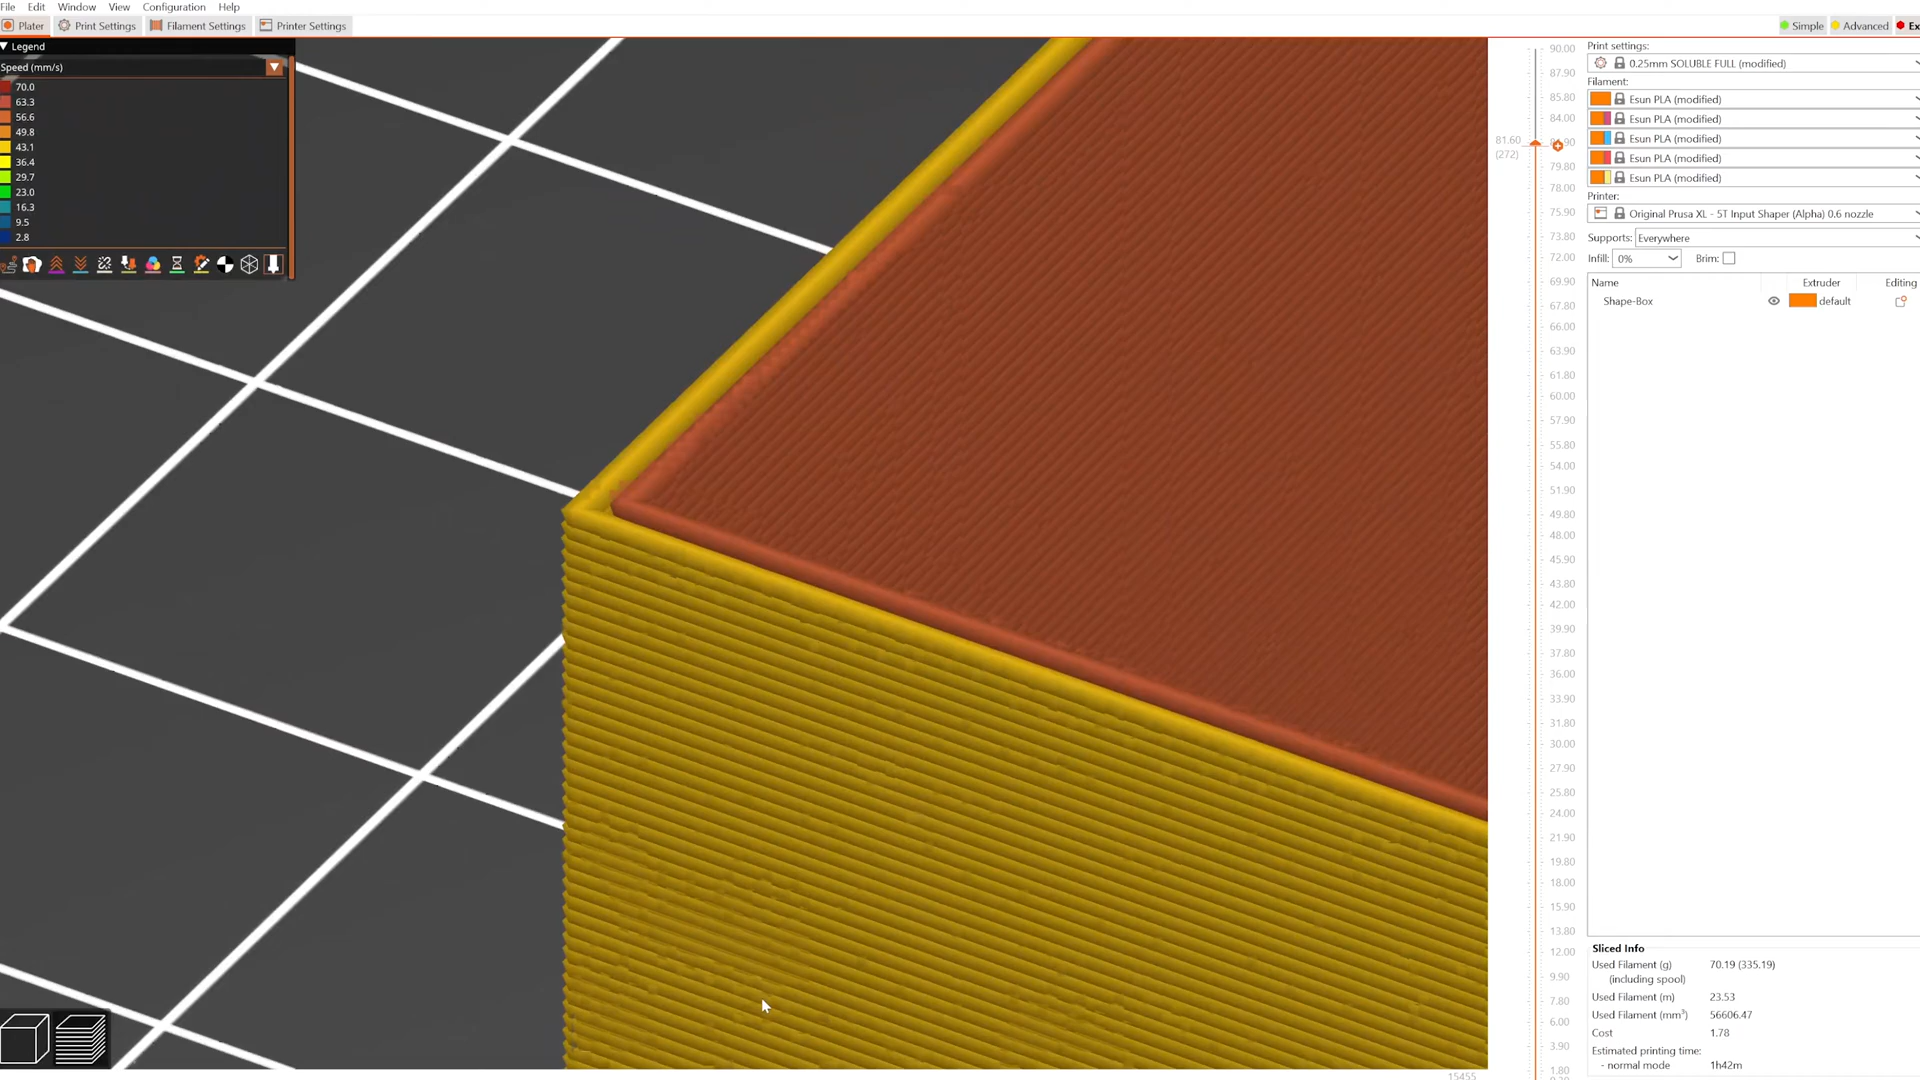 File Edit Window View Configuration Help
Plater Print Settings Filament Settings Printer Settings
Simple Advanced Ex
Legend
Speed (mm/s)
70.0
63.3
56.6
49.8
43.1
36.4
29.7
23.0
16.3
9.5
2.8
81.60
(272)
90.00
87.90
85.80
84.00
79.80
78.00
75.90
73.80
72.00
69.90
67.80
66.00
63.90
61.80
60.00
57.90
55.80
54.00
51.90
49.80
48.00
45.90
43.80
42.00
39.90
37.80
36.00
33.90
31.80
30.00
27.90
25.80
24.00
21.90
19.80
18.00
15.90
13.80
12.00
9.90
7.80
6.00
3.90
1.80
15455
Print settings:
0.25mm SOLUBLE FULL (modified)
Filament:
Esun PLA (modified)
Esun PLA (modified)
Esun PLA (modified)
Esun PLA (modified)
Esun PLA (modified)
Printer:
Original Prusa XL - 5T Input Shaper (Alpha) 0.6 nozzle
Supports: Everywhere
Infill: 0% Brim:
Name Extruder Editing
Shape-Box default
Sliced Info
Used Filament (g) 70.19 (335.19)
(including spool)
Used Filament (m) 23.53
Used Filament (mm³) 56606.47
Cost 1.78
Estimated printing time:
- normal mode 1h42m